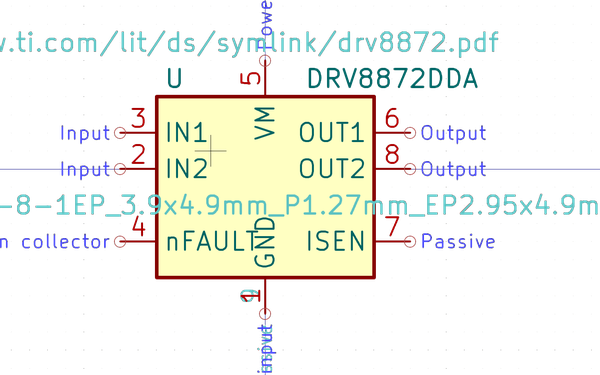 Powe
w.ti.com/lit/ds/symlink/drv8872.pdf
U DRV8872DDA
5
VM
Input 3 IN1 OUT1 6 Output
Input 2 IN2 OUT2 8 Output
-8-1EP_3.9x4.9mm_P1.27mm_EP2.95x4.9m
n collector 4 nFAULT ISEN 7 Passive
GND
1
input